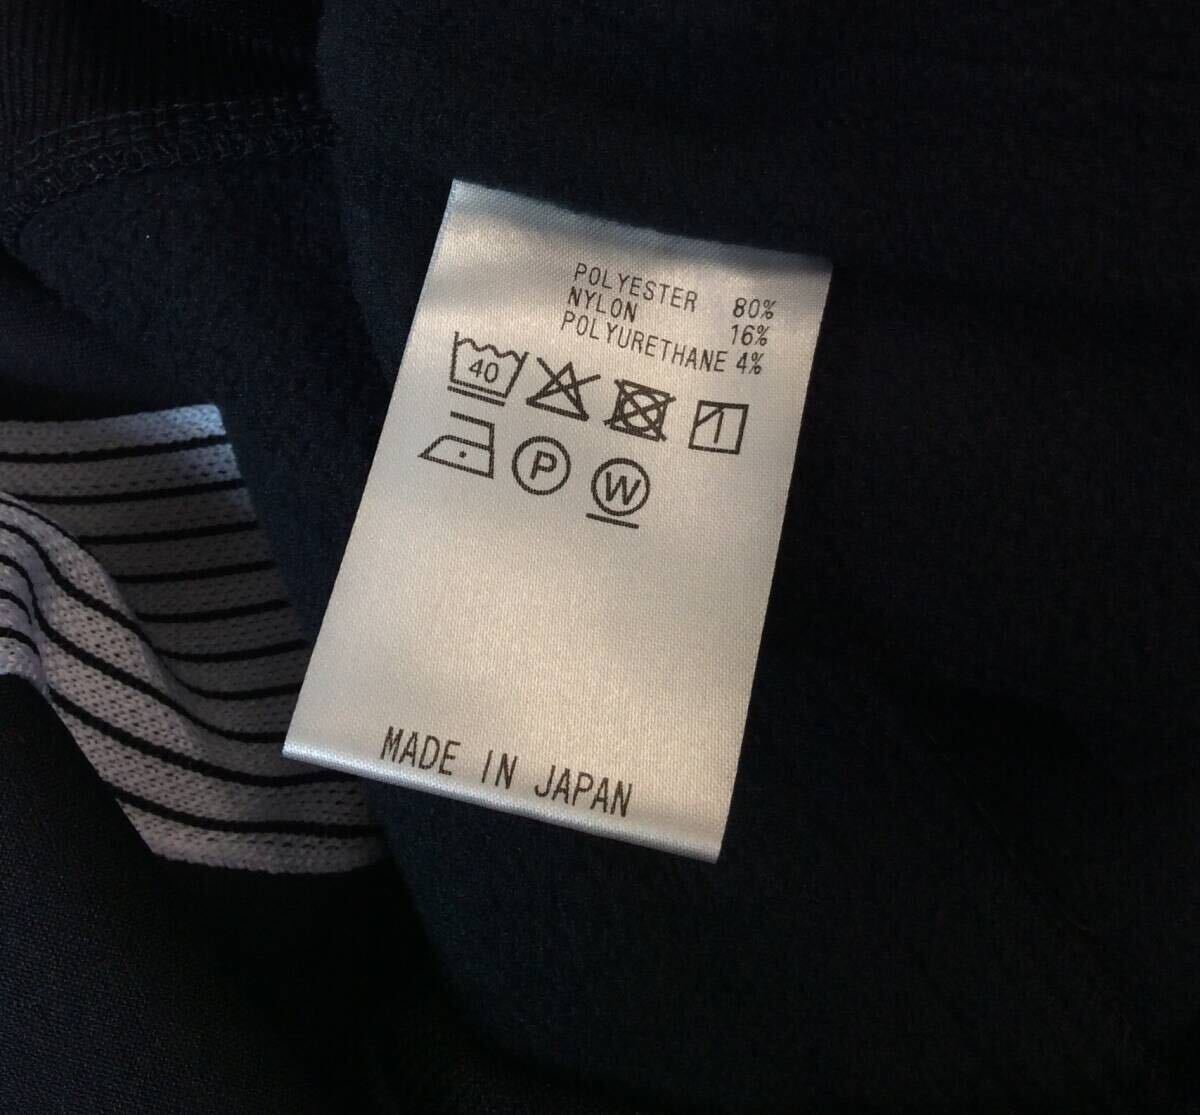 POLYESTER 80%
NYLON 16%
POLYURETHANE 4%
40
P
W
MADE IN JAPAN